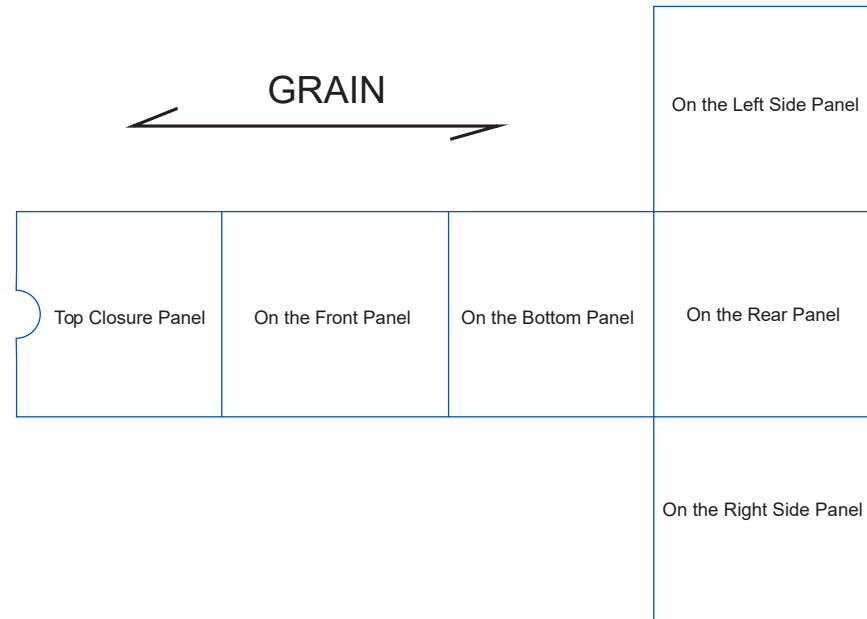 GRAIN
On the Left Side Panel
Top Closure Panel
On the Front Panel
On the Bottom Panel
On the Rear Panel
On the Right Side Panel